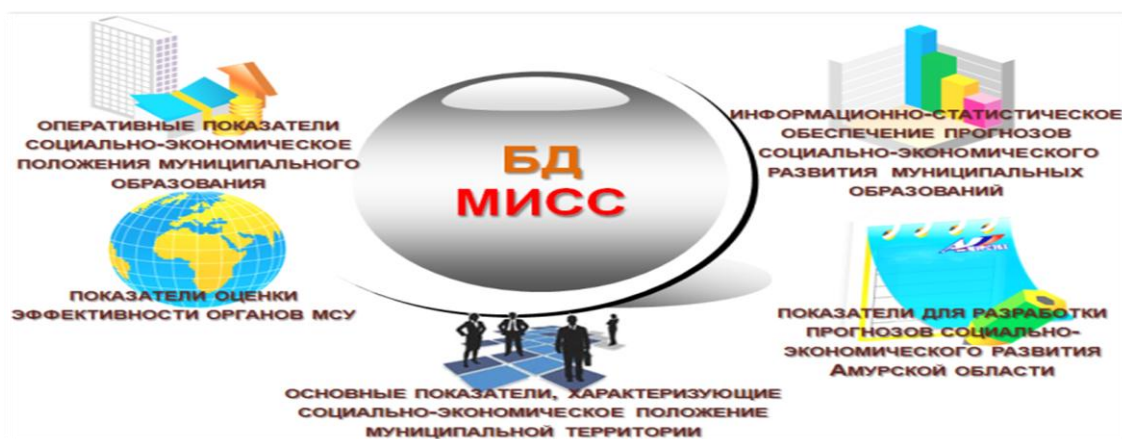 ОПЕРАТИВНЫЕ ПОКАЗАТЕЛИ
СОЦИАЛЬНО-ЭКОНОМИЧЕСКОЕ
ПОЛОЖЕНИЯ МУНИЦИПАЛЬНОГО
ОБРАЗОВАНИЯ
ПОКАЗАТЕЛИ ОЦЕНКИ
ЭФФЕКТИВНОСТИ ОРГАНОВ МСУ
БД
МИСС
ОСНОВНЫЕ ПОКАЗАТЕЛИ, ХАРАКТЕРИЗУЮЩИЕ
СОЦИАЛЬНО-ЭКОНОМИЧЕСКОЕ ПОЛОЖЕНИЕ
МУНИЦИПАЛЬНОЙ ТЕРРИТОРИИ
ИНФОРМАЦИОННО-СТАТИСТИЧЕСКОЕ
ОБЕСПЕЧЕНИЕ ПРОГНОЗОВ
СОЦИАЛЬНО-ЭКОНОМИЧЕСКОГО
РАЗВИТИЯ МУНИЦИПАЛЬНЫХ
ОБРАЗОВАНИЙ
ПОКАЗАТЕЛИ ДЛЯ РАЗРАБОТКИ
ПРОГНОЗОВ СОЦИАЛЬНО-
ЭКОНОМИЧЕСКОГО РАЗВИТИЯ
АМУРСКОЙ ОБЛАСТИ